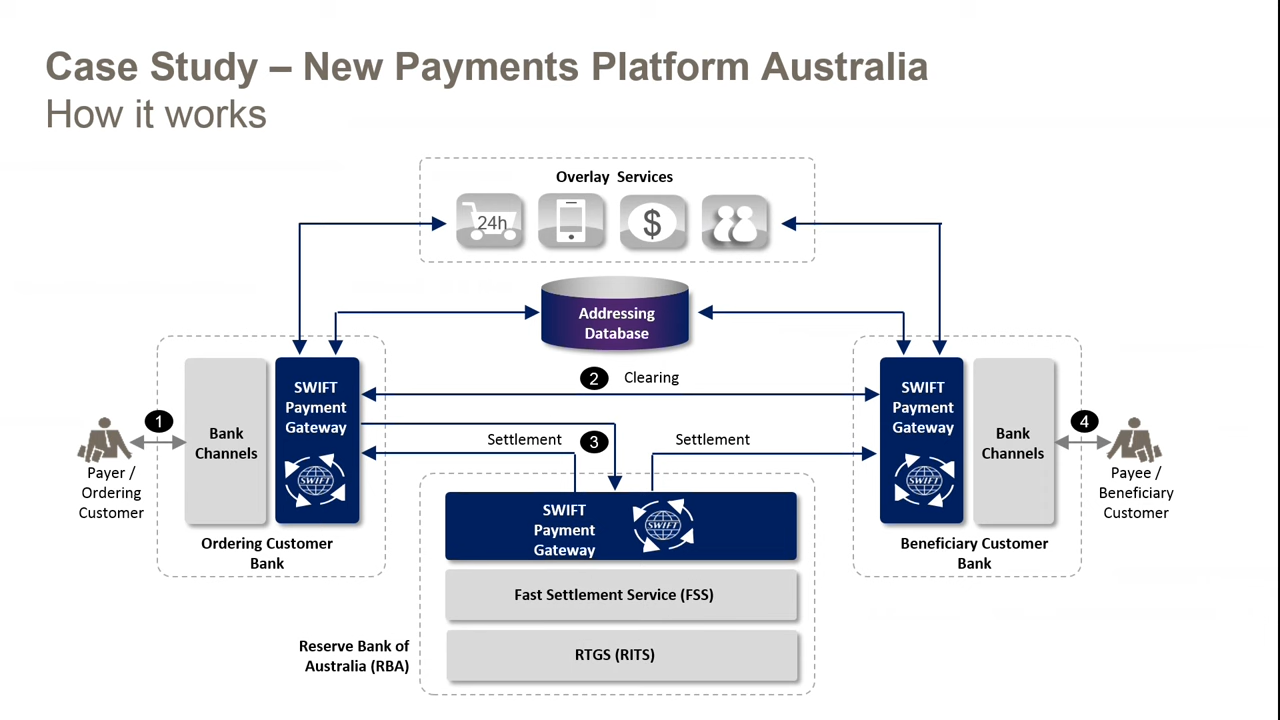 Case Study – New Payments Platform Australia
How it works
Overlay Services
24h
$
Addressing
Database
2 Clearing
SWIFT
Payment
Gateway
SWIFT
Bank
Channels
1
Payer /
Ordering
Customer
Ordering Customer
Bank
Settlement 3 Settlement
SWIFT
Payment
Gateway
SWIFT
Bank
Channels
4
Payee /
Beneficiary
Customer
Beneficiary Customer
Bank
SWIFT
Payment
Gateway
SWIFT
Fast Settlement Service (FSS)
RTGS (RITS)
Reserve Bank of
Australia (RBA)